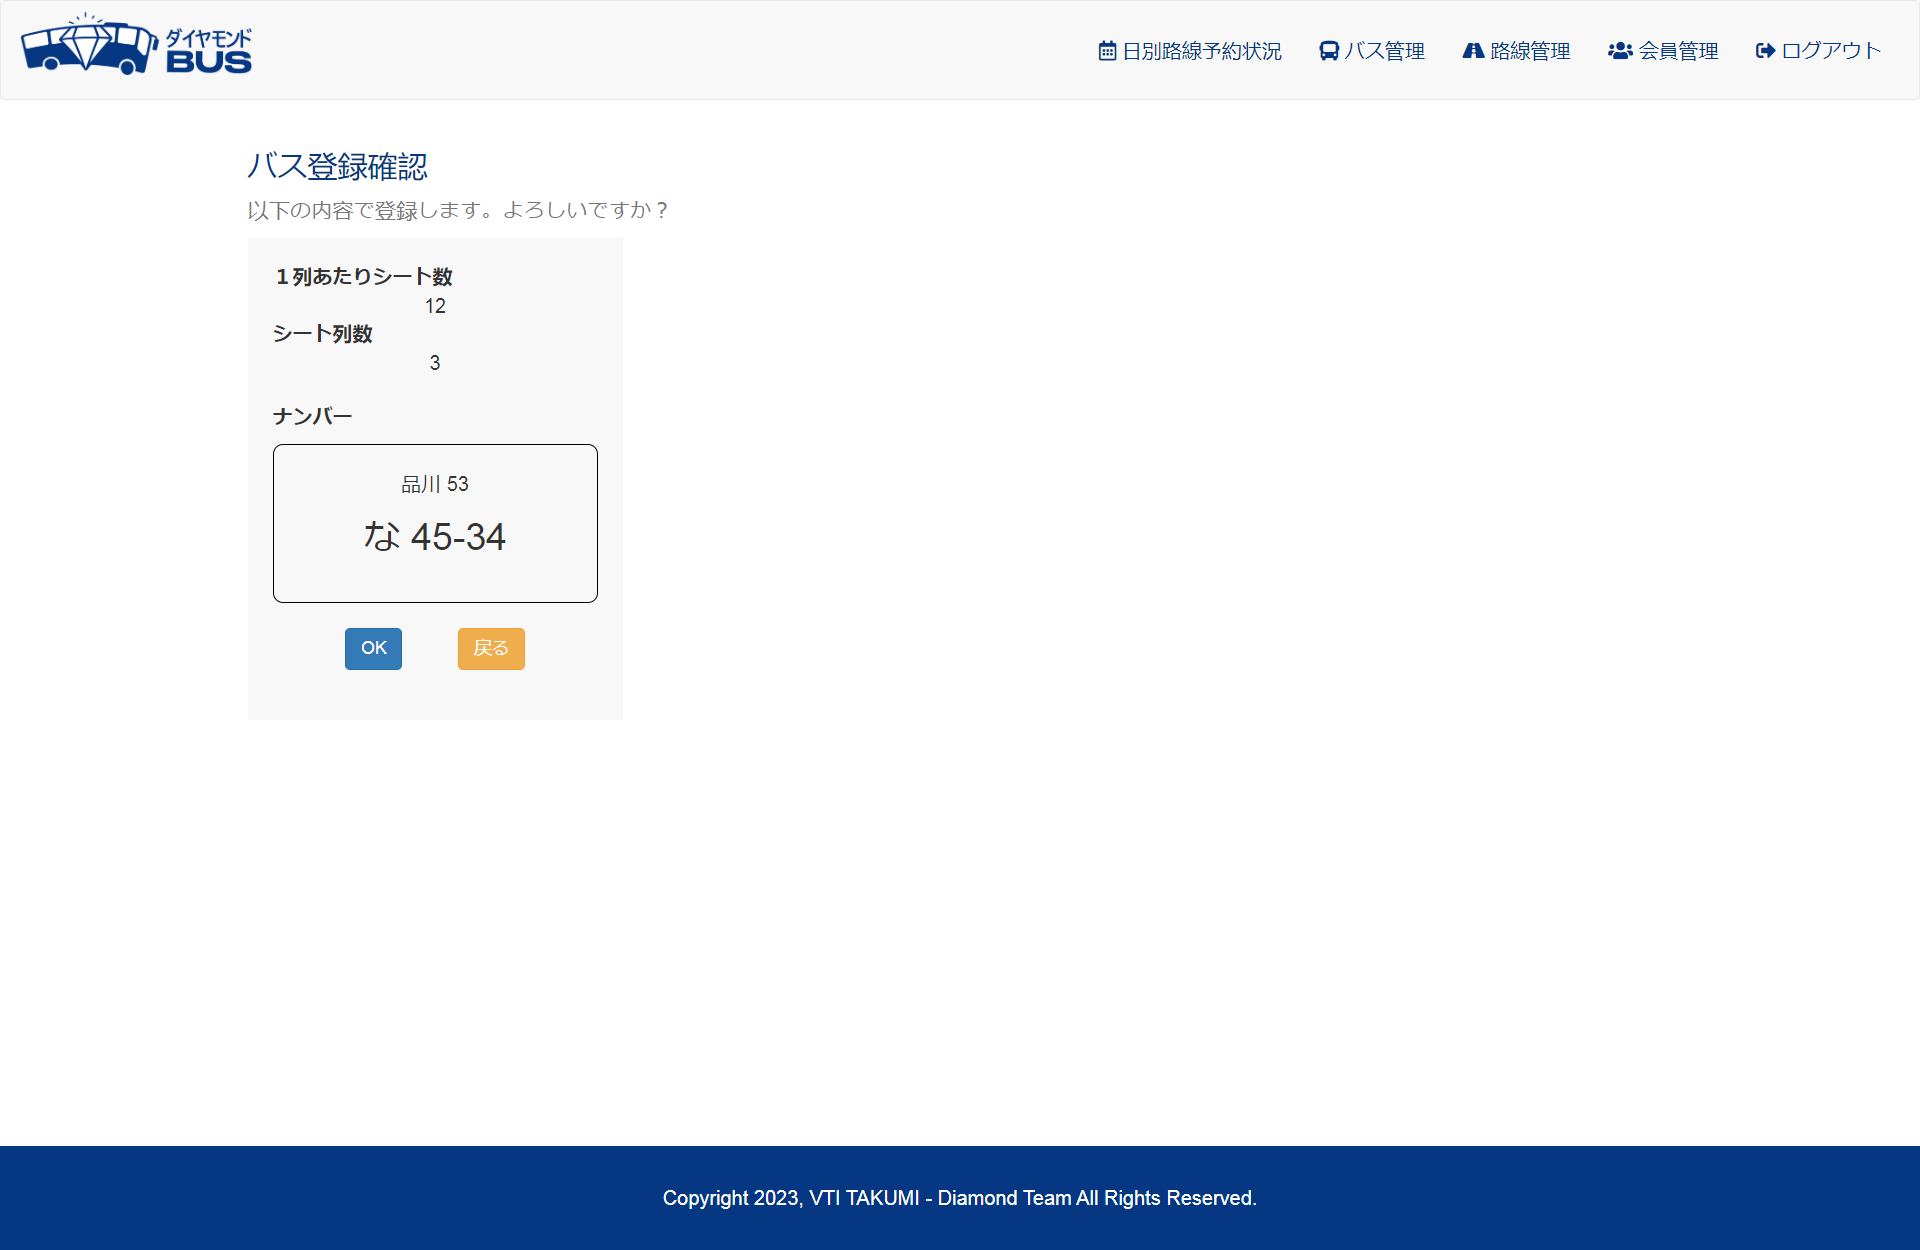 ダイヤモンド
BUS
日別路線予約状況 バス管理 路線管理 会員管理 ログアウト
バス登録確認
以下の内容で登録します。よろしいですか？
１列あたりシート数
12
シート列数
3
ナンバー
品川 53
な 45-34
OK 戻る
Copyright 2023, VTI TAKUMI - Diamond Team All Rights Reserved.